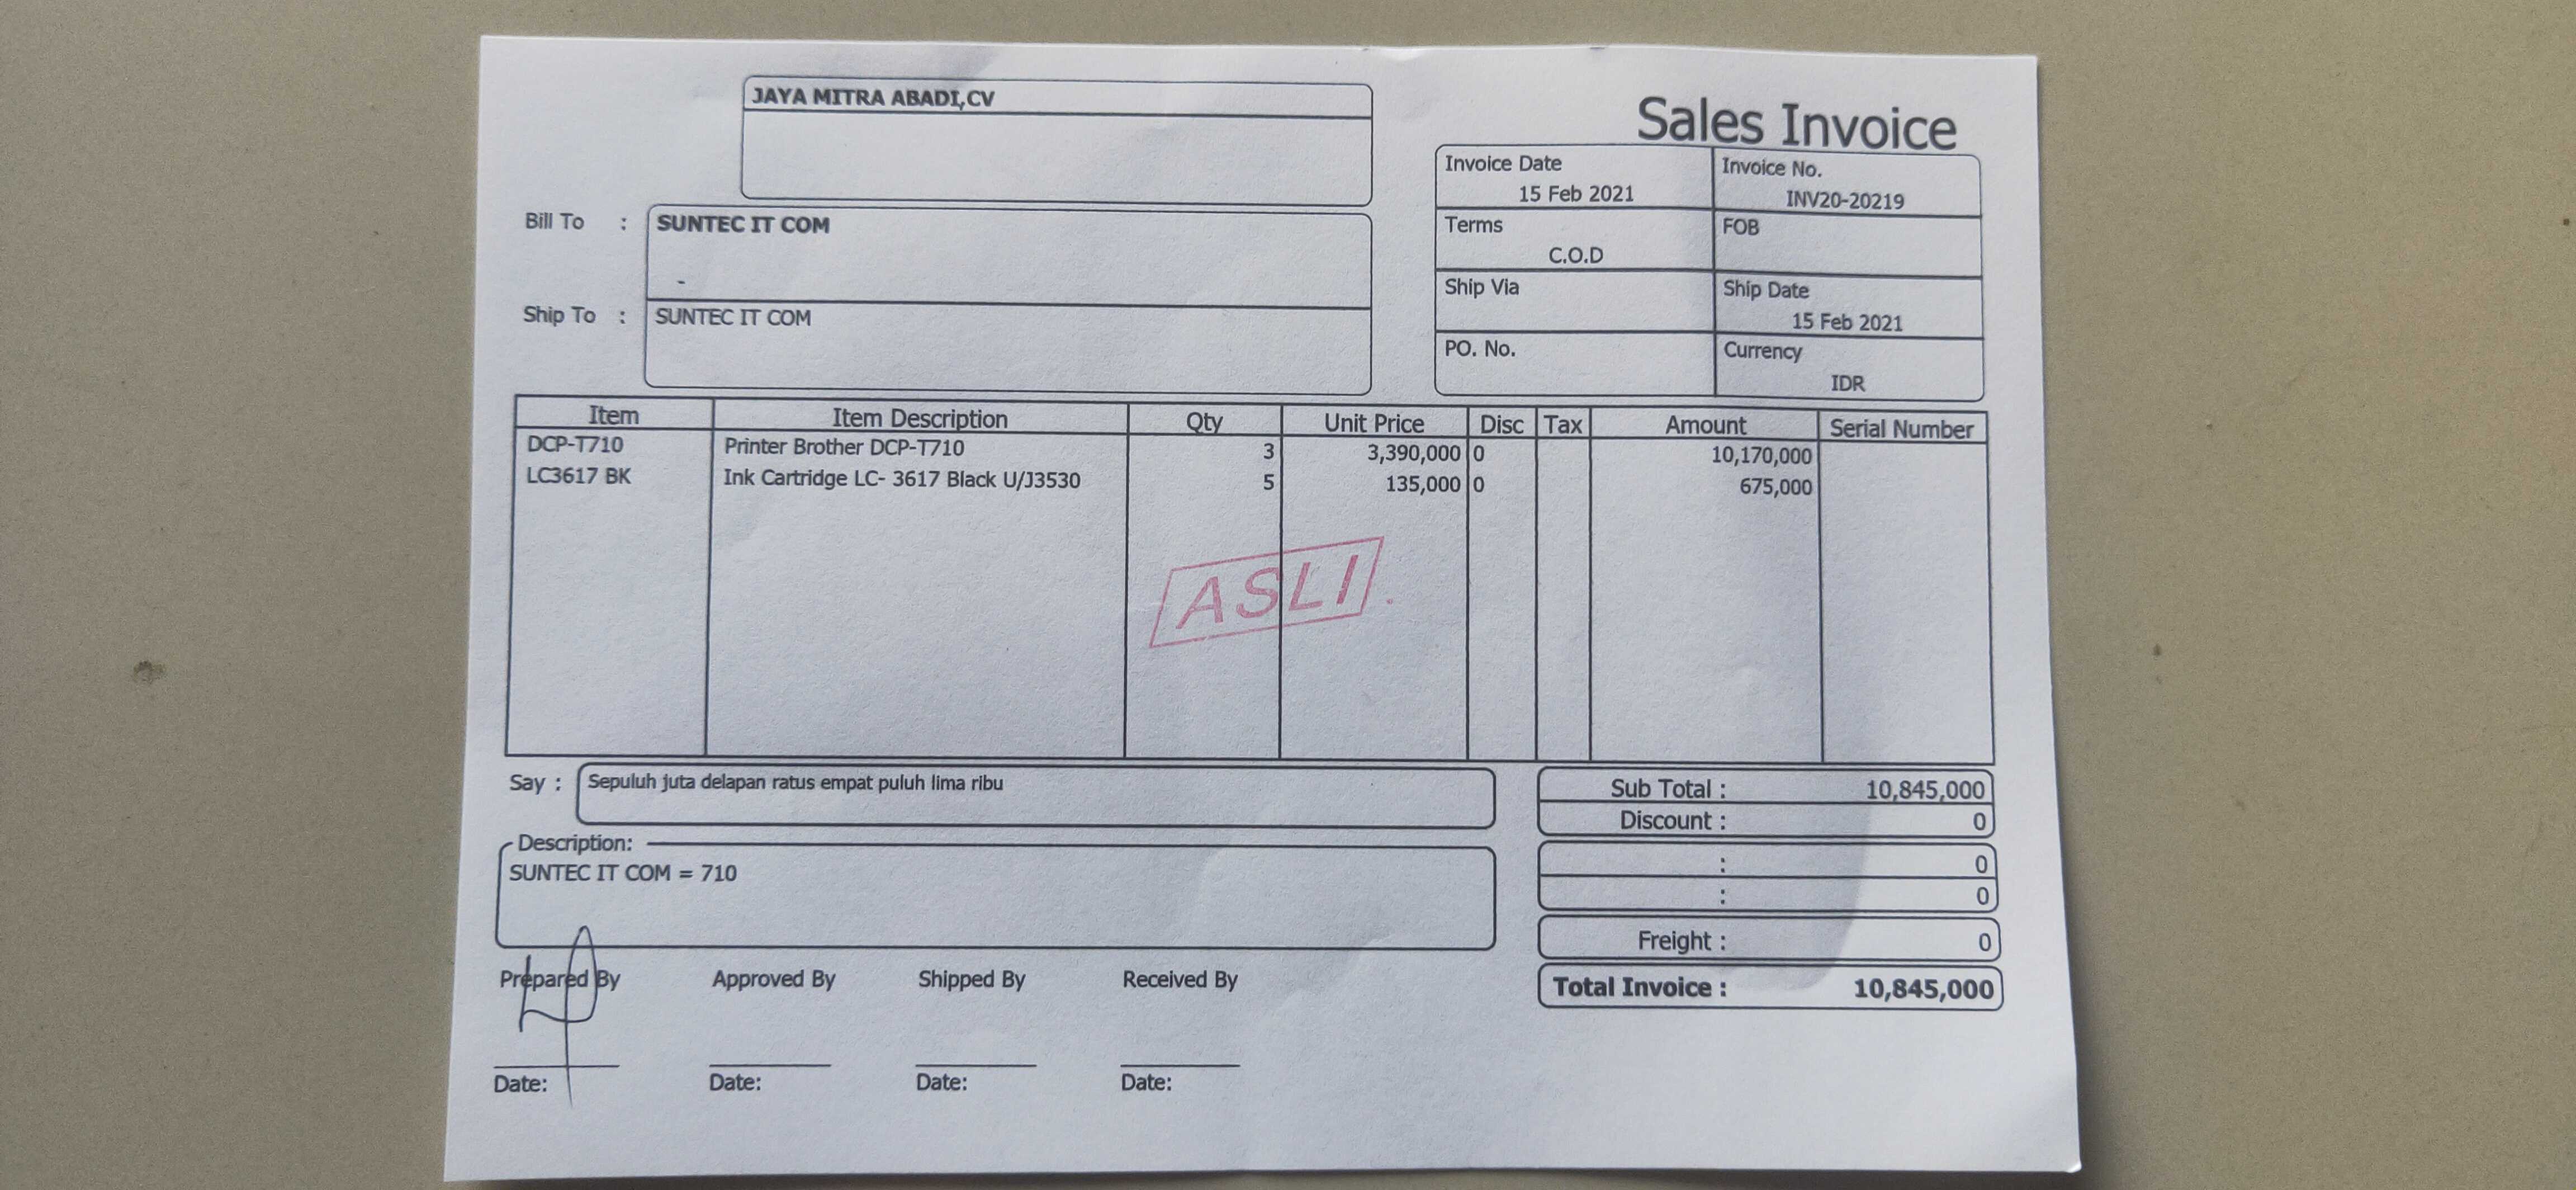 JAYA MITRA ABADI,CV
Sales Invoice
Invoice Date
15 Feb 2021
Invoice No.
INV20-20219
Terms
C.O.D
FOB
Ship Via
Ship Date
15 Feb 2021
PO. No.
Currency
IDR
Bill To : SUNTEC IT COM
-
Ship To : SUNTEC IT COM
Item Item Description Qty Unit Price Disc Tax Amount Serial Number
DCP-T710 Printer Brother DCP-T710 3 3,390,000 0 10,170,000
LC3617 BK Ink Cartridge LC- 3617 Black U/J3530 5 135,000 0 675,000
ASLI
Say : Sepuluh juta delapan ratus empat puluh lima ribu
Sub Total : 10,845,000
Discount : 0
: 0
: 0
Freight : 0
Total Invoice : 10,845,000
Description:
SUNTEC IT COM = 710
Prepared By Approved By Shipped By Received By
Date: Date: Date: Date: